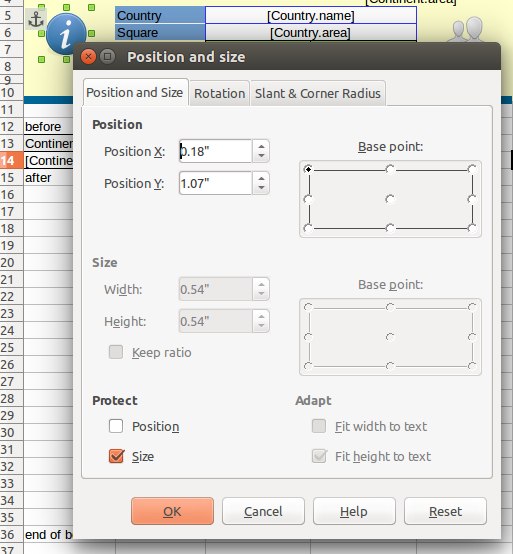 4 [Continent.area]
5 Country [Country.name]
6 Square [Country.area]
7
Position and size
8
9
10 Position and Size Rotation Slant & Corner Radius
11
12 before Position
13 Continen Position X: 0.18" Base point:
14 [Contine
15 after Position Y: 1.07"
16
17
18
19
20 Size
21 Base point:
22 Width: 0.54"
23
24 Height: 0.54"
25
26 Keep ratio
27
28 Protect Adapt
29
30 Position Fit width to text
31
32 Size Fit height to text
33
34
35 OK Cancel Help Reset
36 end of b
37